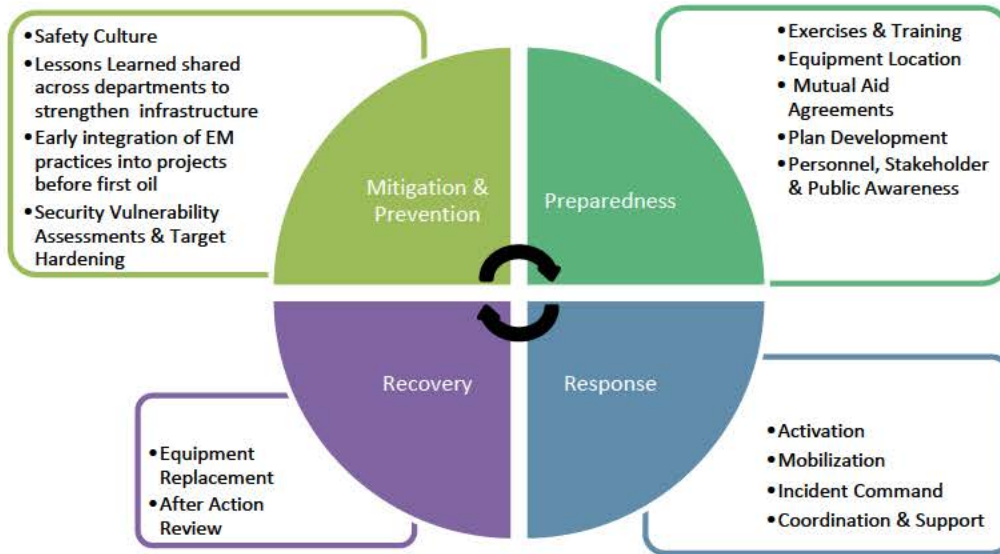 •Safety Culture
•Lessons Learned shared
across departments to
strengthen infrastructure
•Early integration of EM
practices into projects
before first oil
•Security Vulnerability
Assessments & Target
Hardening
•Exercises & Training
•Equipment Location
• Mutual Aid
Agreements
•Plan Development
•Personnel, Stakeholder
& Public Awareness
Mitigation &
Prevention
Preparedness
Recovery
Response
•Equipment
Replacement
•After Action
Review
•Activation
•Mobilization
•Incident Command
•Coordination & Support